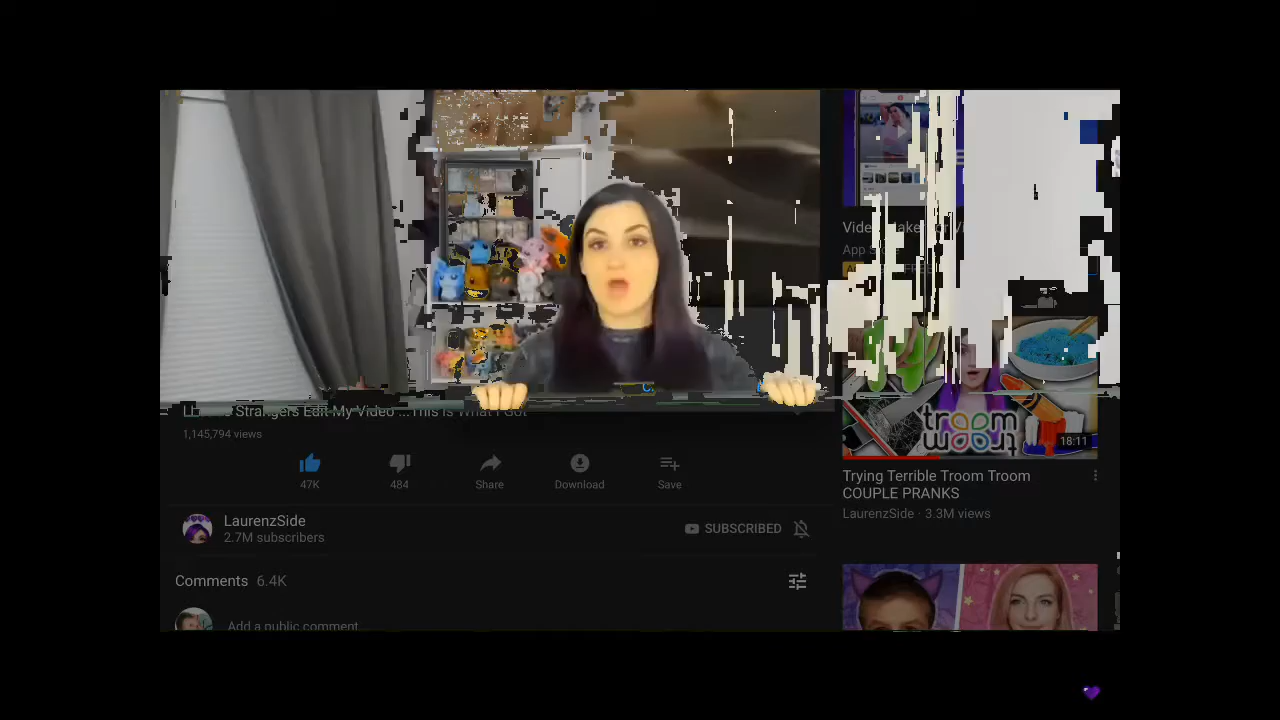 Strangers Edit My Video ...This is What I Got
1,145,794 views
47K
484
Share
Download
Save
LaurenzSide
2.7M subscribers
SUBSCRIBED
Comments 6.4K
Add a public comment...
App
troom
troom
18:11
Trying Terrible Troom Troom
COUPLE PRANKS
LaurenzSide · 3.3M views